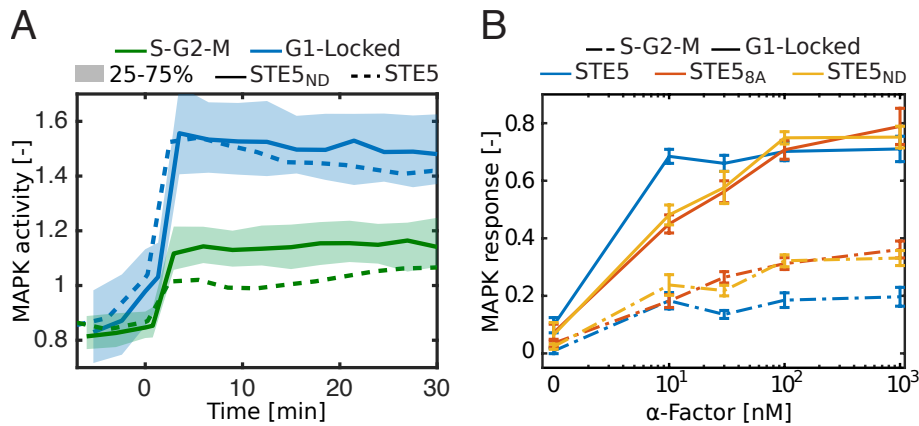 A
S-G2-M G1-Locked
25-75% STE5ND STE5
MAPK activity [-]
1.6
1.4
1.2
1
0.8
0 10 20 30
Time [min]
B
S-G2-M G1-Locked
STE5 STE58A STE5ND
MAPK response [-]
0.8
0.6
0.4
0.2
0
0 10¹ 10² 10³
α-Factor [nM]